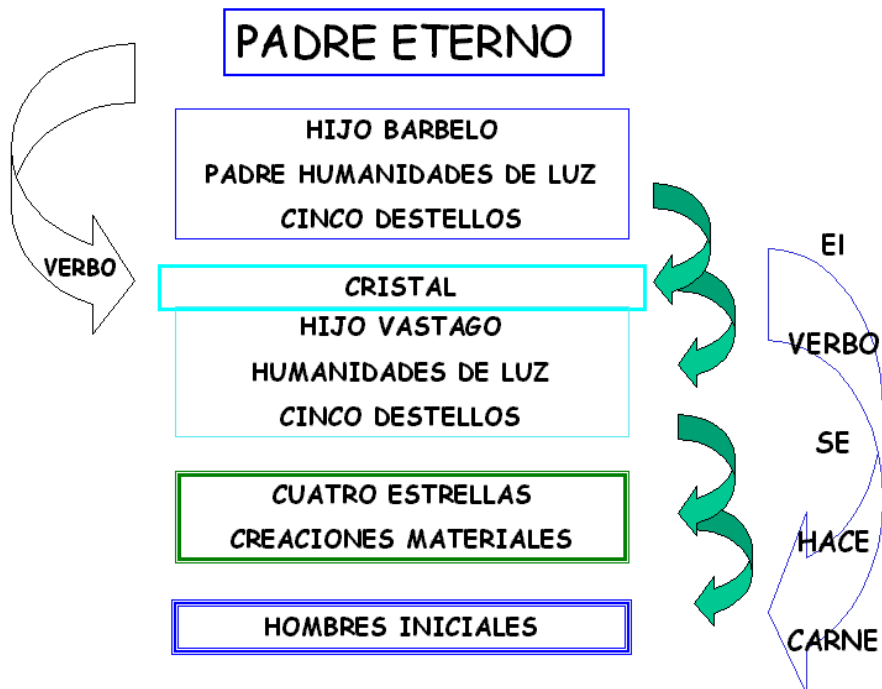 PADRE ETERNO
HIJO BARBELO
PADRE HUMANIDADES DE LUZ
CINCO DESTELLOS
VERBO
CRISTAL
HIJO VASTAGO
HUMANIDADES DE LUZ
CINCO DESTELLOS
CUATRO ESTRELLAS
CREACIONES MATERIALES
HOMBRES INICIALES
El
VERBO
SE
HACE
CARNE